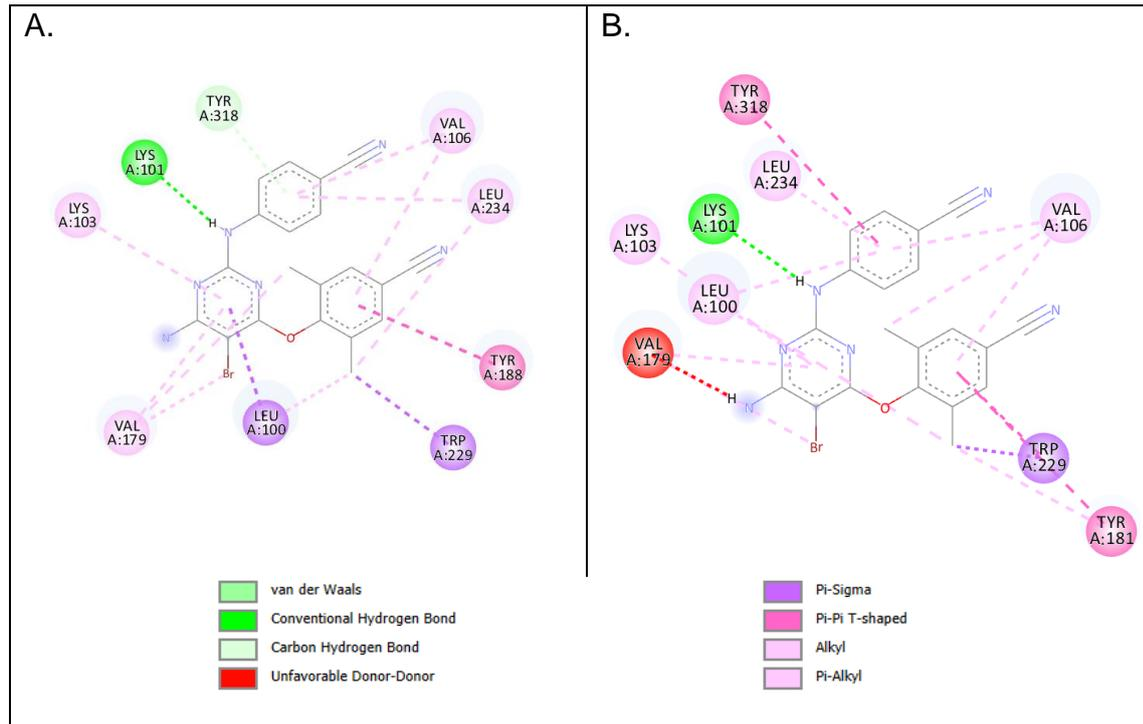 A.
TYR
A:318
LYS
A:101
VAL
A:106
LYS
A:103
LEU
A:234
N
H
N
N
N
N
N
O
Br
TYR
A:188
VAL
A:179
LEU
A:100
TRP
A:229
B.
TYR
A:318
LEU
A:234
LYS
A:101
VAL
A:106
LYS
A:103
LEU
A:100
N
H
N
N
VAL
A:179
N
N
H
N
O
Br
TRP
A:229
TYR
A:181
van der Waals
Conventional Hydrogen Bond
Carbon Hydrogen Bond
Unfavorable Donor-Donor
Pi-Sigma
Pi-Pi T-shaped
Alkyl
Pi-Alkyl